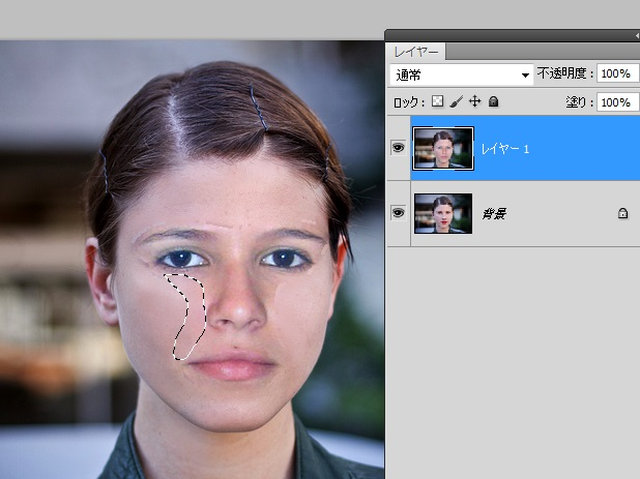 レイヤー
通常
不透明度: 100%
ロック:
塗り: 100%
レイヤー 1
背景